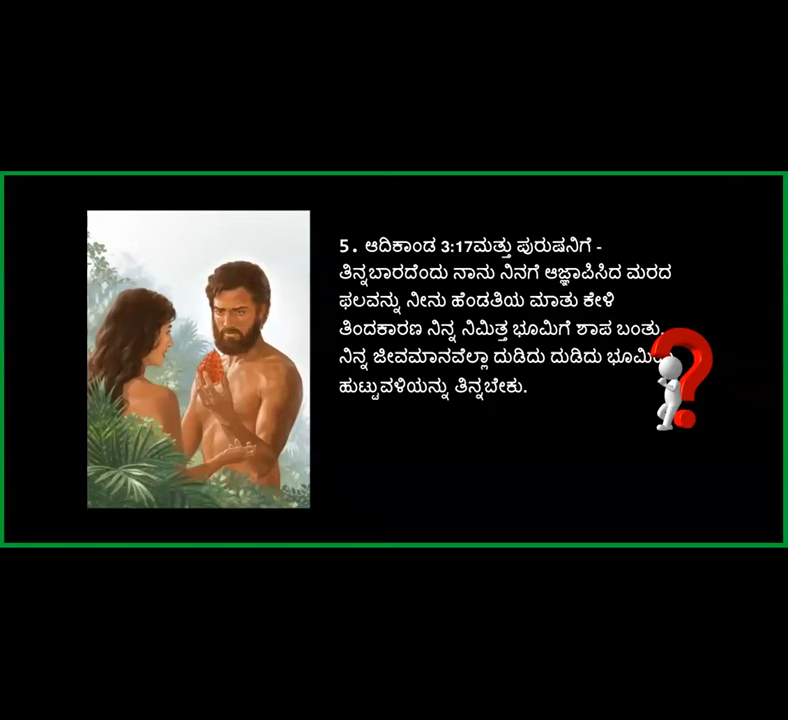 5. ಆದಿಕಾಂಡ 3:17ಮತ್ತು ಪುರುಷನಿಗೆ -
ತಿನ್ನಬಾರದೆಂದು ನಾನು ನಿನಗೆ ಆಜ್ಞಾಪಿಸಿದ ಮರದ
ಫಲವನ್ನು ನೀನು ಹೆಂಡತಿಯ ಮಾತು ಕೇಳಿ
ತಿಂದಕಾರಣ ನಿನ್ನ ನಿಮಿತ್ತ ಭೂಮಿಗೆ ಶಾಪ ಬಂತು.
ನಿನ್ನ ಜೀವಮಾನವೆಲ್ಲಾ ದುಡಿದು ದುಡಿದು
ಹುಟ್ಟುವಳಿಯನ್ನು ತಿನ್ನಬೇಕು.